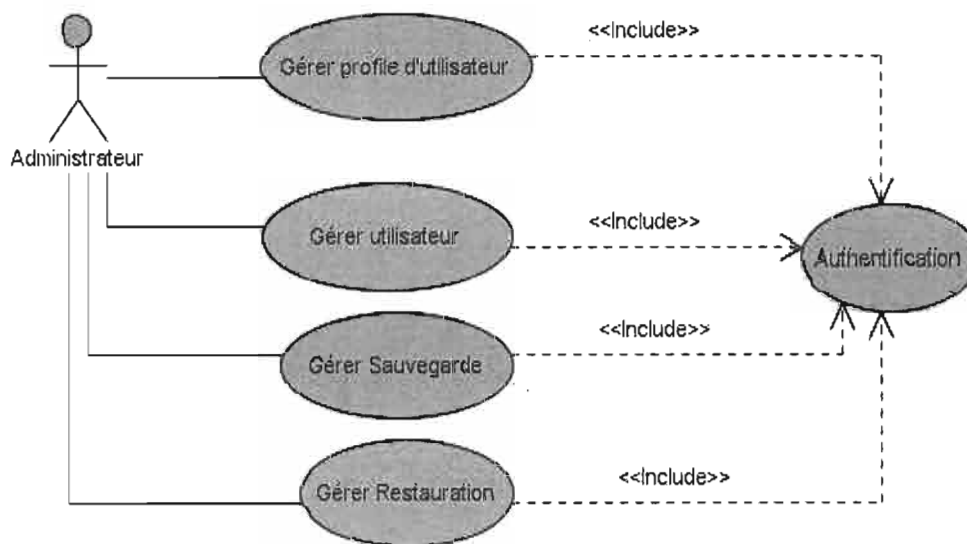 <<Include>>
Gérer profile d'utilisateur
Administrateur
<<Include>>
Gérer utilisateur
Authentification
<<Include>>
Gérer Sauvegarde
<<Include>>
Gérer Restauration